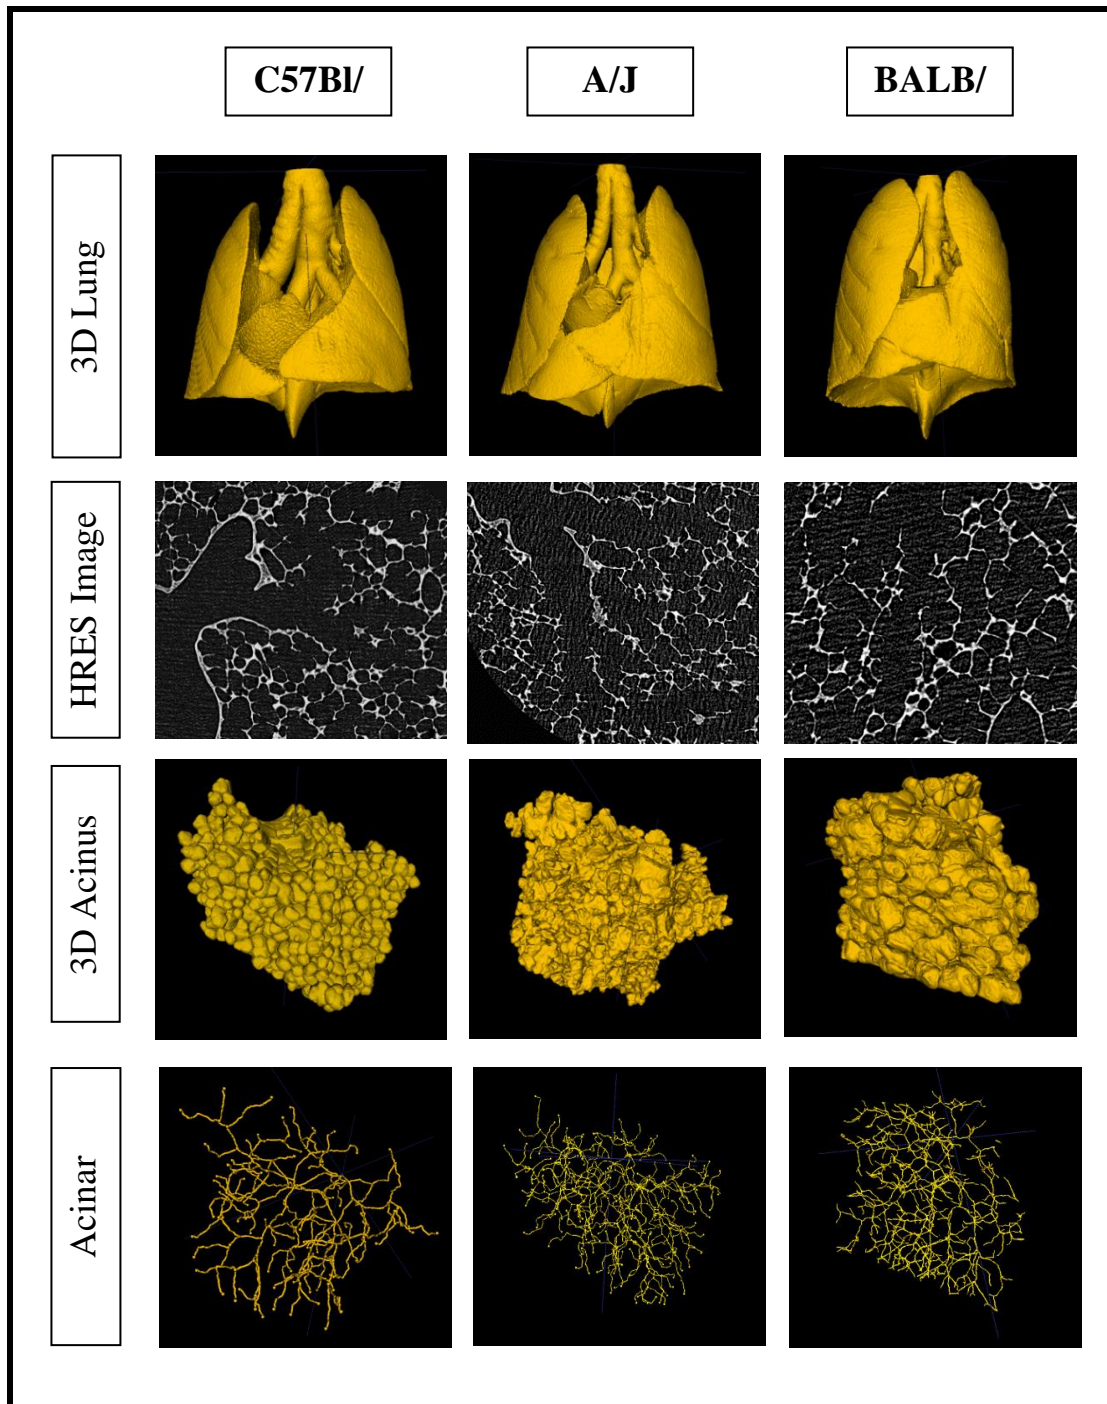 C57Bl/
A/J
BALB/
3D Lung
HRES Image
3D Acinus
Acinar